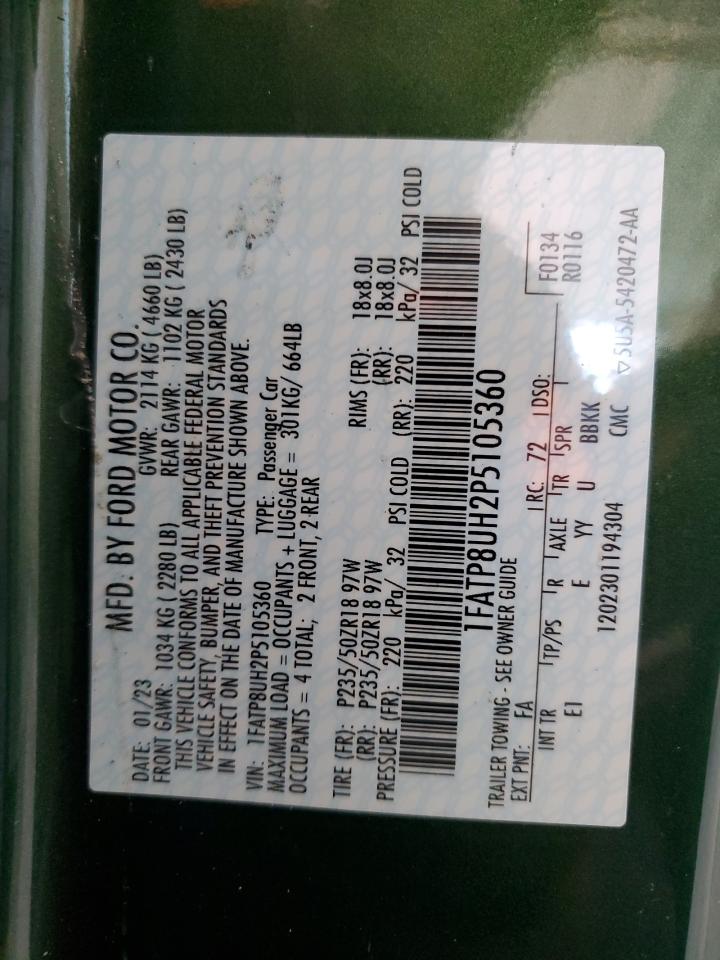 MFD. BY FORD MOTOR CO.
DATE: 01/23 GVWR: 2114 KG ( 4660 LB)
FRONT GAWR: 1034 KG ( 2280 LB) REAR GAWR: 1102 KG ( 2430 LB)
THIS VEHICLE CONFORMS TO ALL APPLICABLE FEDERAL MOTOR
VEHICLE SAFETY, BUMPER, AND THEFT PREVENTION STANDARDS
IN EFFECT ON THE DATE OF MANUFACTURE SHOWN ABOVE.
VIN: 1FATP8UH2P5105360 TYPE: Passenger Car
MAXIMUM LOAD = OCCUPANTS + LUGGAGE = 301KG/ 664LB
OCCUPANTS = 4 TOTAL; 2 FRONT, 2 REAR
TIRE (FR): P235/50ZR18 97W RIMS (FR): 18x8.0J
(RR): P235/50ZR18 97W (RR): 18x8.0J
PRESSURE (FR): 220 kPa/ 32 PSI COLD (RR): 220 kPa/ 32 PSI COLD
1FATP8UH2P5105360
TRAILER TOWING - SEE OWNER GUIDE
EXT PNT: FA RC: 72 DSO: F0134
R0116
INT TR TP/PS R AXLE TR SPR
E1 E YY U BBKK
1202301194304 CMC ▽5U5A-5420472-AA